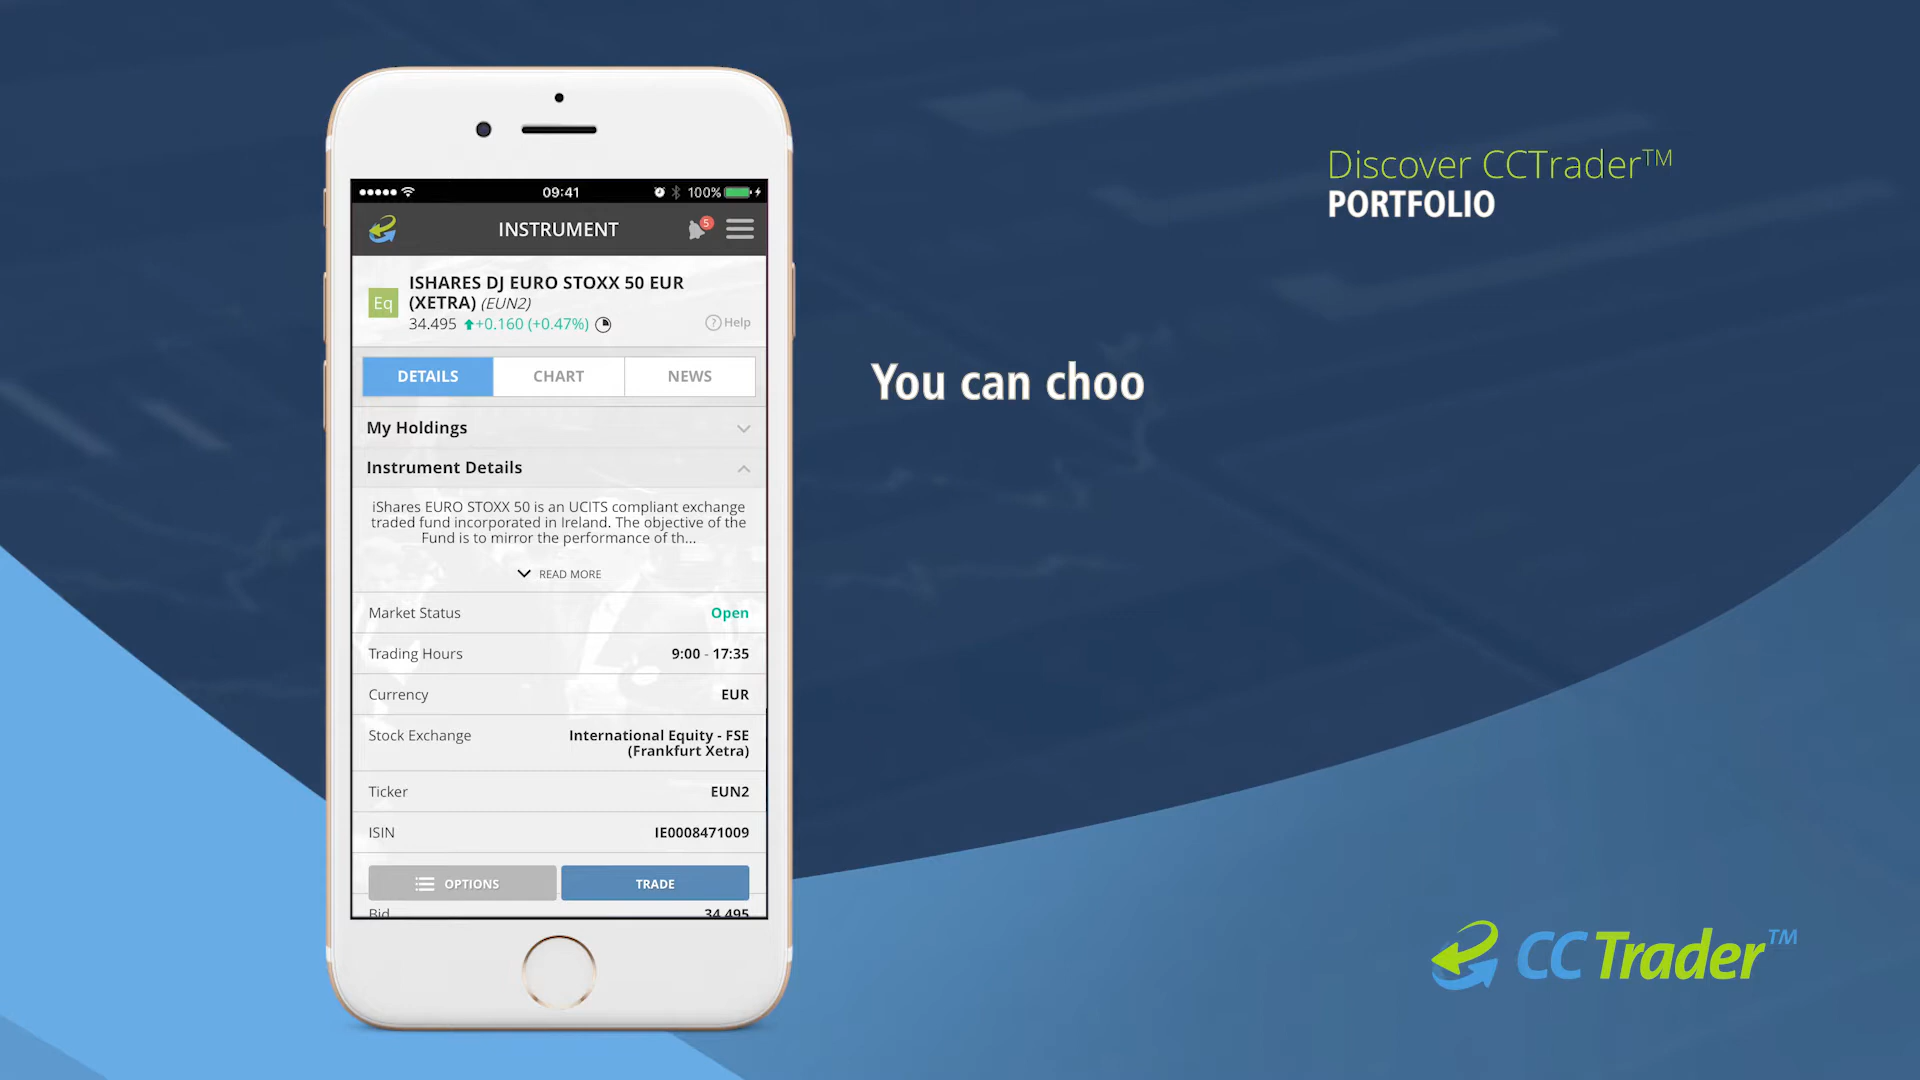 09:41
100%
INSTRUMENT
5
ISHARES DJ EURO STOXX 50 EUR
(XETRA) (EUN2)
Eq
34.495 +0.160 (+0.47%)
? Help
DETAILS
CHART
NEWS
My Holdings
Instrument Details
iShares EURO STOXX 50 is an UCITS compliant exchange
traded fund incorporated in Ireland. The objective of the
Fund is to mirror the performance of th...
READ MORE
Market Status Open
Trading Hours 9:00 - 17:35
Currency EUR
Stock Exchange International Equity - FSE
(Frankfurt Xetra)
Ticker EUN2
ISIN IE0008471009
OPTIONS
TRADE
Bid 34.495
You can choo
Discover CCTrader™
PORTFOLIO
CCTrader™